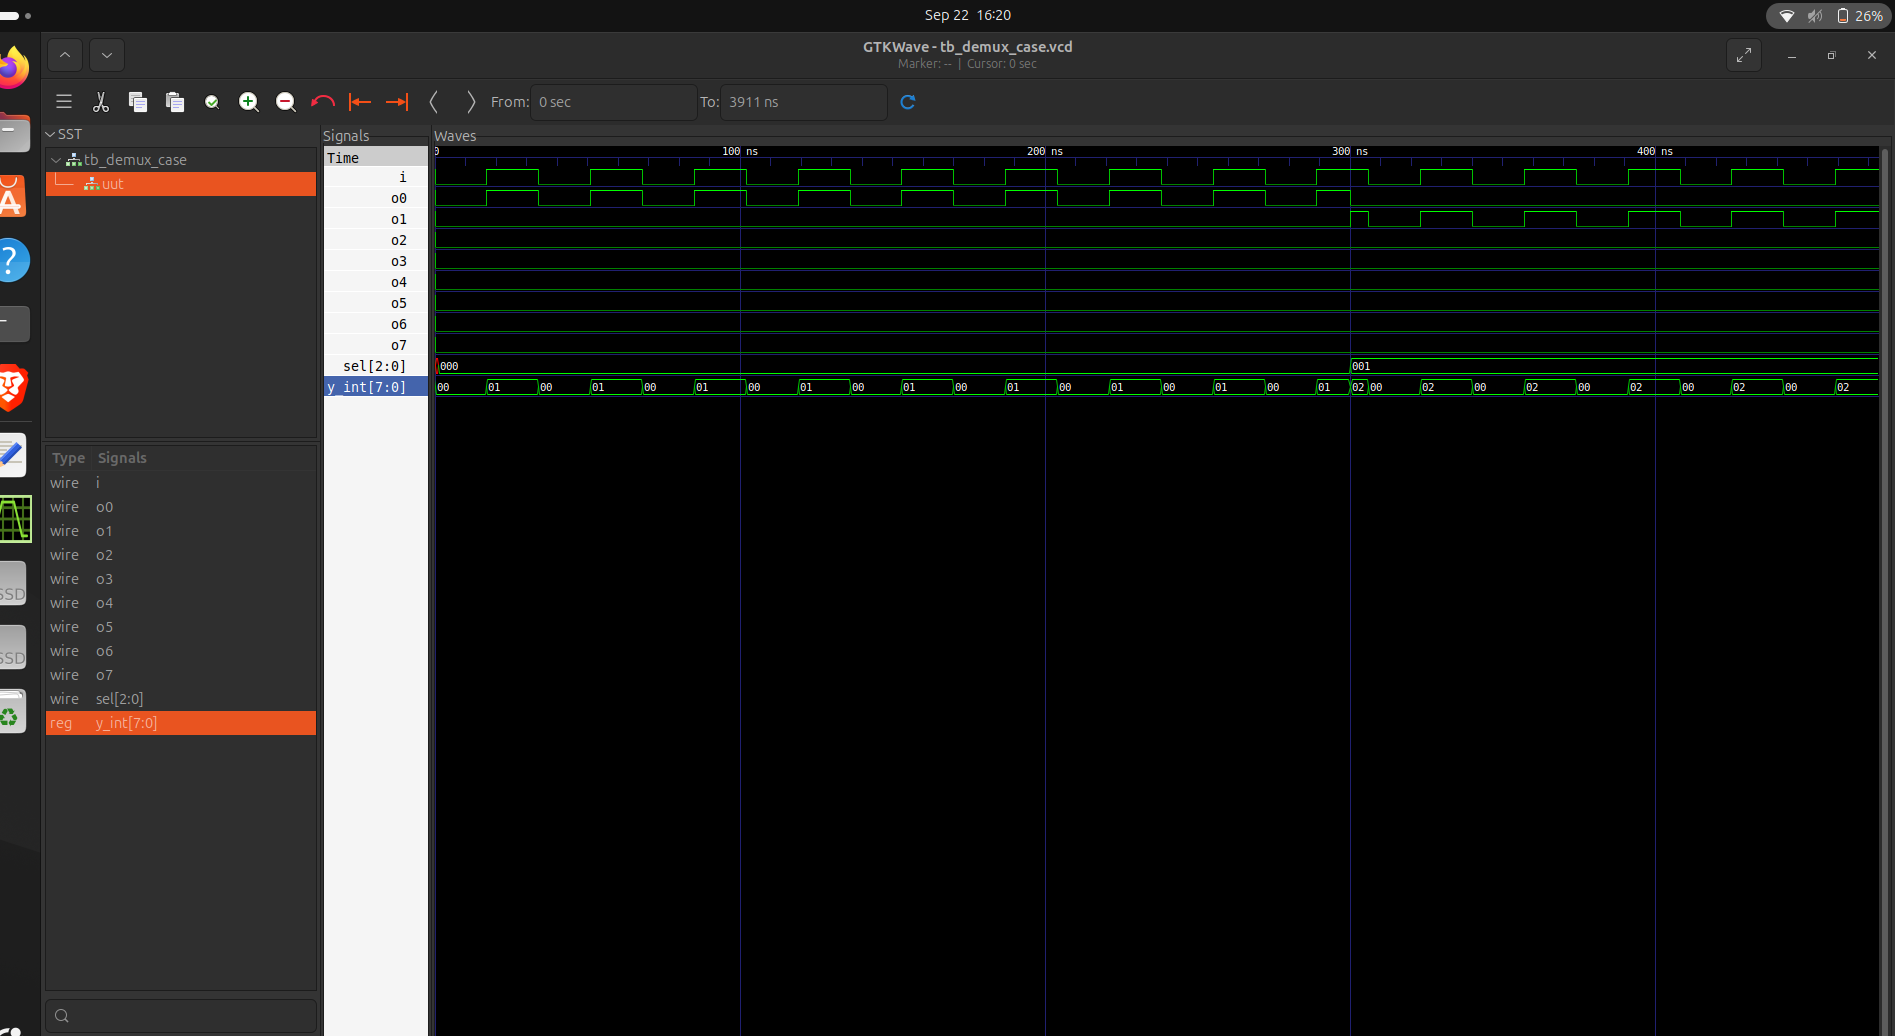 Sep 22 16:20
26%
GTKWave - tb_demux_case.vcd
Marker: -- | Cursor: 0 sec
From: 0 sec To: 3911 ns
SST
tb_demux_case
uut
Type Signals
wire i
wire o0
wire o1
wire o2
wire o3
wire o4
wire o5
wire o6
wire o7
wire sel[2:0]
reg y_int[7:0]
Signals
Time
i
o0
o1
o2
o3
o4
o5
o6
o7
sel[2:0]
y_int[7:0]
Waves
0 100 ns 200 ns 300 ns 400 ns
000 001
00 01 00 01 00 01 00 01 00 01 00 01 00 01 00 01 00 01 02 00 02 00 02 00 02 00 02 00 02
SSD
SSD